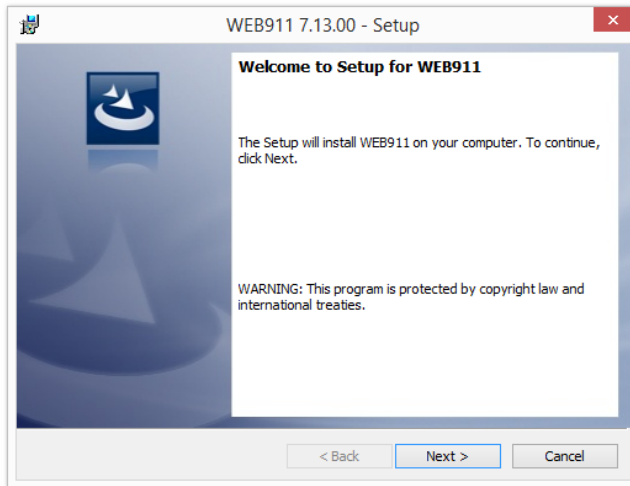 WEB911 7.13.00 - Setup
Welcome to Setup for WEB911
The Setup will install WEB911 on your computer. To continue,
click Next.
WARNING: This program is protected by copyright law and
international treaties.
< Back
Next >
Cancel